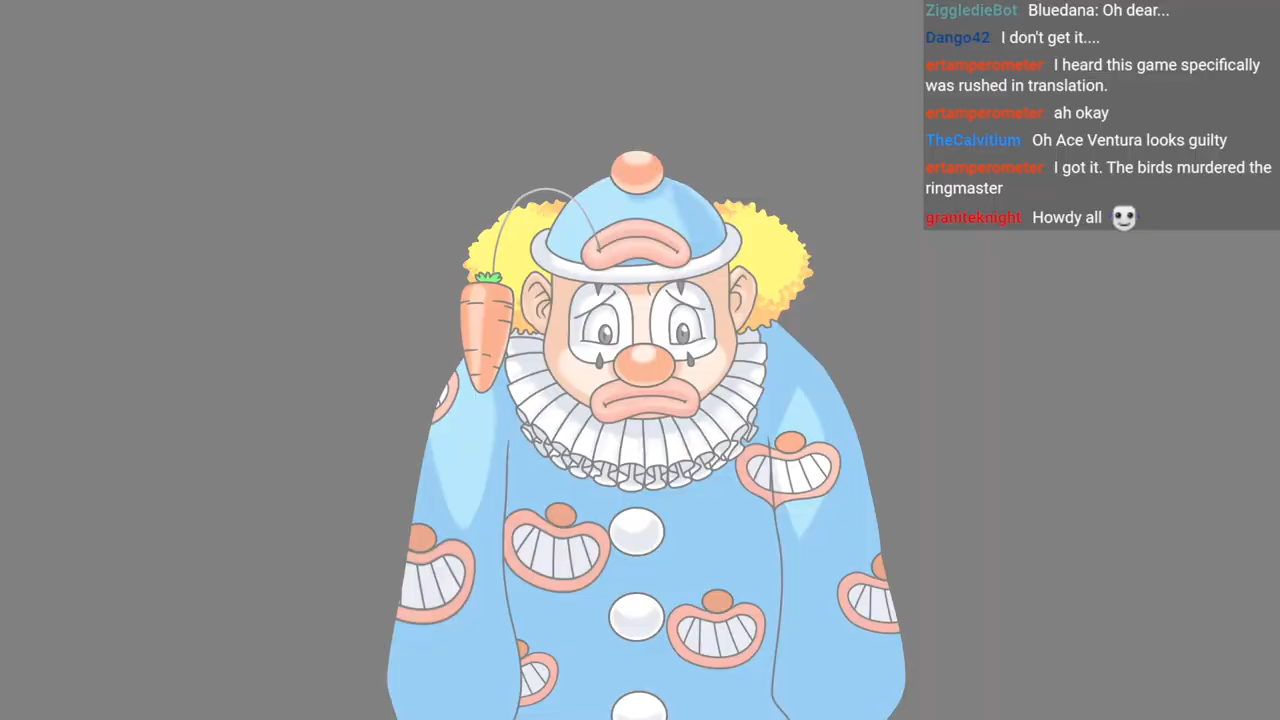 ZiggledieBot Bluedana: Oh dear...
Dango42 I don't get it....
ertamperometer I heard this game specifically
was rushed in translation.
ertamperometer ah okay
TheCalvitium Oh Ace Ventura looks guilty
ertamperometer I got it. The birds murdered the
ringmaster
graniteknight Howdy all